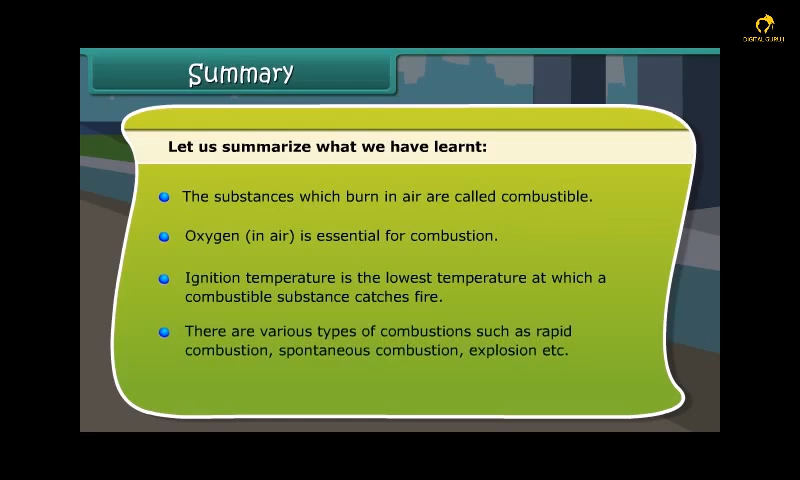 DIGITAL GURUJI
Summary
Let us summarize what we have learnt:
The substances which burn in air are called combustible.
Oxygen (in air) is essential for combustion.
Ignition temperature is the lowest temperature at which a
combustible substance catches fire.
There are various types of combustions such as rapid
combustion, spontaneous combustion, explosion etc.